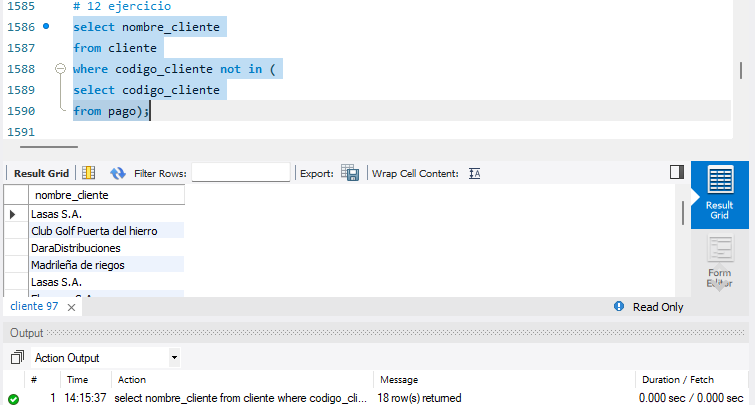 1585 # 12 ejercicio
1586 select nombre_cliente
1587 from cliente
1588 where codigo_cliente not in (
1589 select codigo_cliente
1590 from pago);
1591
Result Grid Filter Rows: Export: Wrap Cell Content: IA
nombre_cliente
Lasas S.A.
Club Golf Puerta del hierro
DaraDistribuciones
Madrileña de riegos
Lasas S.A.
Result
Grid
Form
Editor
cliente 97 Read Only
Output
Action Output
# Time Action Message Duration / Fetch
1 14:15:37 select nombre_cliente from cliente where codigo_cli... 18 row(s) returned 0.000 sec / 0.000 sec